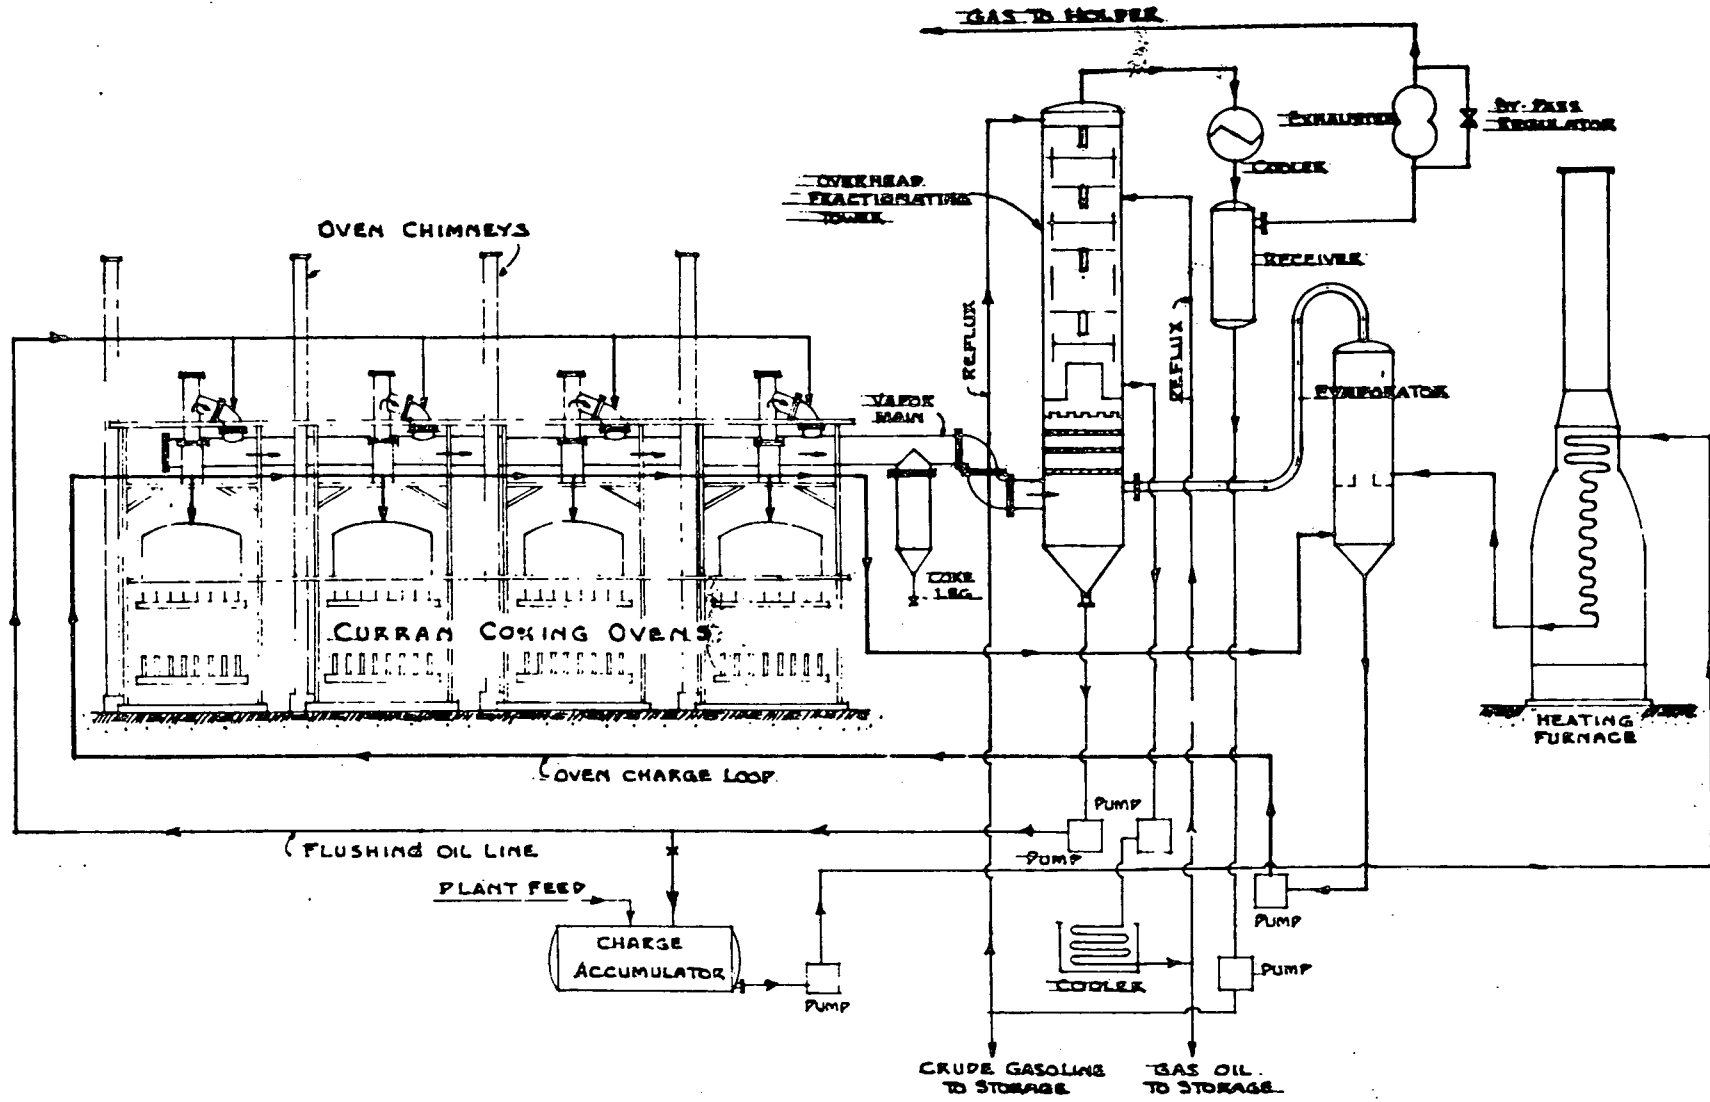 GAS TO HOLDER
BY-PASS
REGULATOR
EXHAUSTER
COOLER
OVERHEAD
FRACTIONATING
TOWER
OVEN CHIMNEYS
RECEIVER
REFLUX
REFLUX
VAPOR
MAIN
EVAPORATOR
COKE
LEG
CURRAN COKING OVENS
HEATING
FURNACE
OVEN CHARGE LOOP
PUMP
PUMP
FLUSHING OIL LINE
PLANT FEED
PUMP
CHARGE
ACCUMULATOR
PUMP
COOLER
PUMP
CRUDE GASOLINE
TO STORAGE
GAS OIL
TO STORAGE